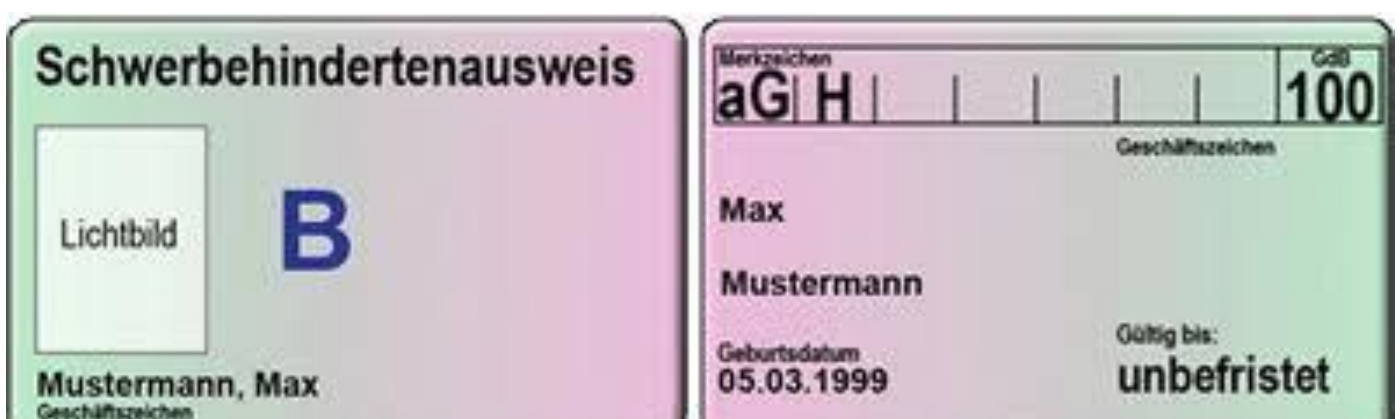 Schwerbehindertenausweis
Lichtbild
B
Mustermann, Max
Geschäftszeichen
Merkzeichen
GdB
aG H 100
Geschäftszeichen
Max
Mustermann
Geburtsdatum
05.03.1999
Gültig bis:
unbefristet